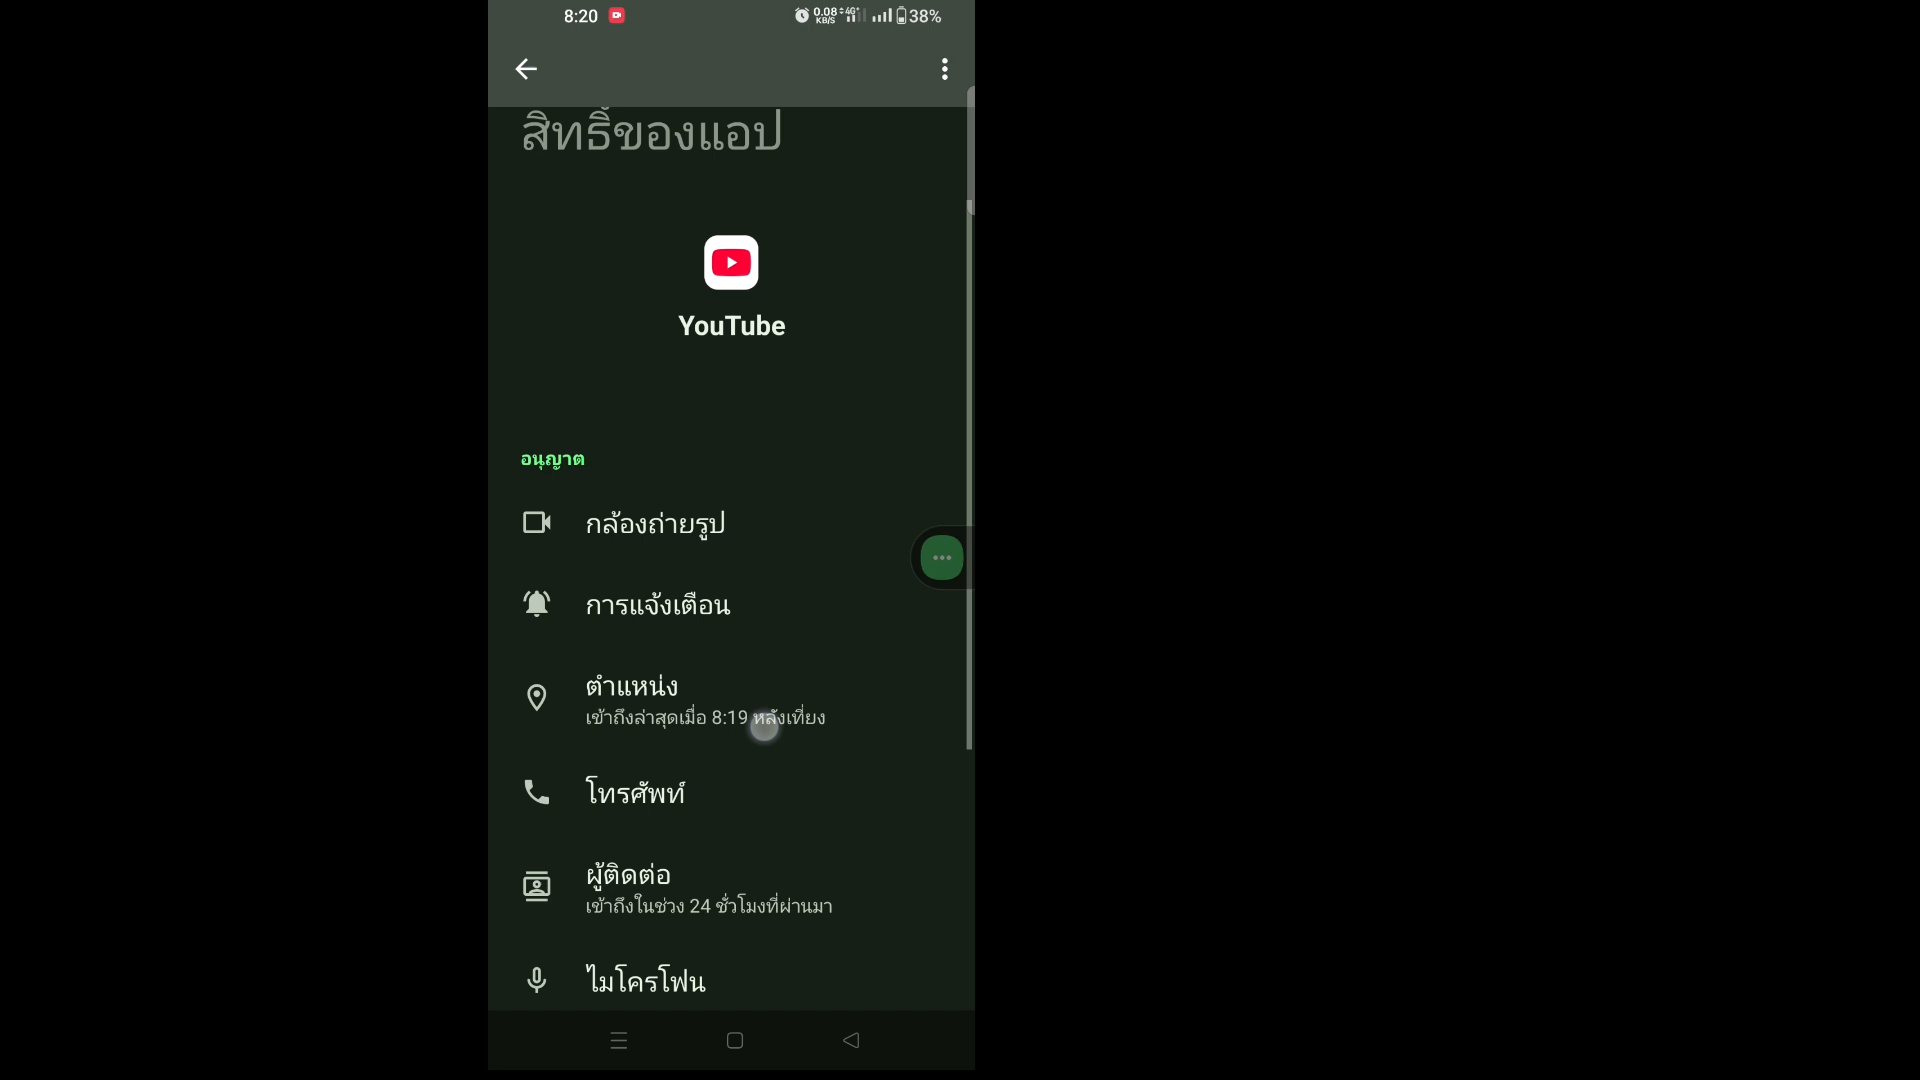 8:20
0.08 KB/S 4G+ 38%
สิทธิ์ของแอป
YouTube
อนุญาต
กล้องถ่ายรูป
การแจ้งเตือน
ตำแหน่ง
เข้าถึงล่าสุดเมื่อ 8:19 หลังเที่ยง
โทรศัพท์
ผู้ติดต่อ
เข้าถึงในช่วง 24 ชั่วโมงที่ผ่านมา
ไมโครโฟน